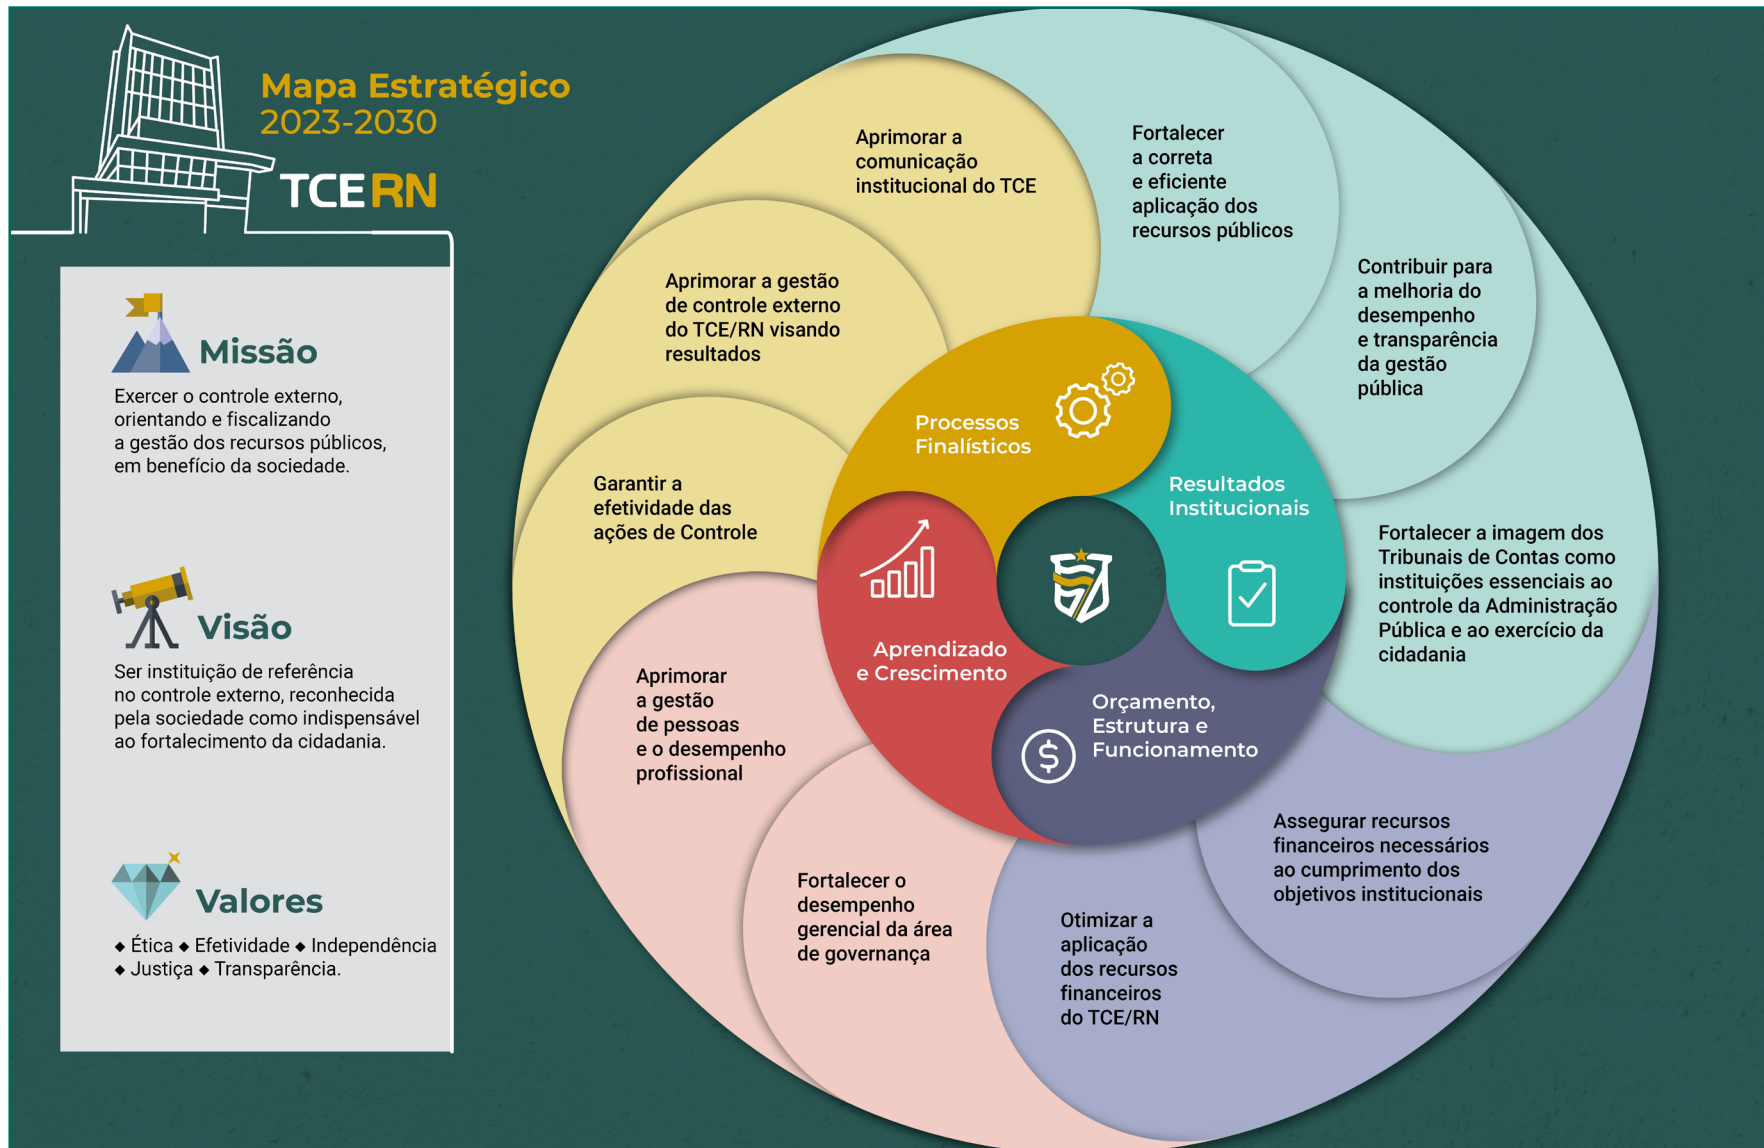 Mapa Estratégico
2023-2030
TCERN
Missão
Exercer o controle externo,
orientando e fiscalizando
a gestão dos recursos públicos,
em benefício da sociedade.
Visão
Ser instituição de referência
no controle externo, reconhecida
pela sociedade como indispensável
ao fortalecimento da cidadania.
Valores
◆ Ética ◆ Efetividade ◆ Independência
◆ Justiça ◆ Transparência.
Processos
Finalísticos
Resultados
Institucionais
Aprendizado
e Crescimento
Orçamento,
Estrutura e
Funcionamento
$
Aprimorar a
comunicação
institucional do TCE
Aprimorar a gestão
de controle externo
do TCE/RN visando
resultados
Garantir a
efetividade das
ações de Controle
Fortalecer
a correta
e eficiente
aplicação dos
recursos públicos
Contribuir para
a melhoria do
desempenho
e transparência
da gestão
pública
Fortalecer a imagem dos
Tribunais de Contas como
instituições essenciais ao
controle da Administração
Pública e ao exercício da
cidadania
Aprimorar
a gestão
de pessoas
e o desempenho
profissional
Fortalecer o
desempenho
gerencial da área
de governança
Otimizar a
aplicação
dos recursos
financeiros
do TCE/RN
Assegurar recursos
financeiros necessários
ao cumprimento dos
objetivos institucionais